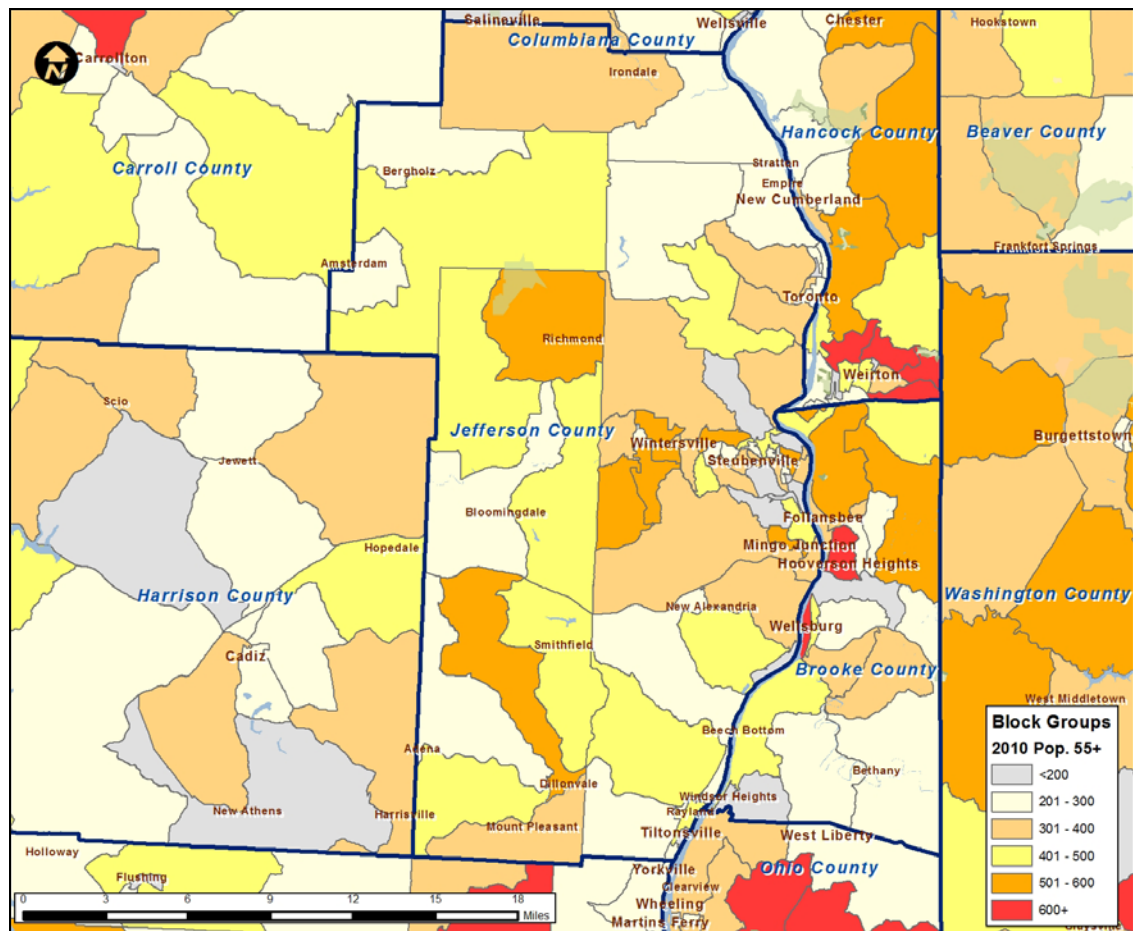 Salineville
Wellsville
Chester
Hookstown
Columbiana County
Carrollton
Irondale
N
Hancock County
Beaver County
Carroll County
Bergholz
Stratton
Empire
New Cumberland
Frankfort Springs
Amsterdam
Toronto
Richmond
Weirton
Scio
Jefferson County
Wintersville
Burgettstown
Jewett
Steubenville
Bloomingdale
Follansbee
Hopedale
Mingo Junction
Hooverson Heights
Harrison County
Washington County
New Alexandria
Wellsburg
Smithfield
Cadiz
Brooke County
West Middletown
Block Groups
2010 Pop. 55+
<200
201 - 300
301 - 400
401 - 500
501 - 600
600+
Beech Bottom
Adena
Bethany
Dillonvale
Windsor Heights
New Athens
Harrisville
Rayland
Mount Pleasant
Tiltonsville
West Liberty
Holloway
Yorkville
Ohio County
Flushing
Clearview
Wheeling
Martins Ferry
Claysville
0 3 6 9 12 15 18
Miles